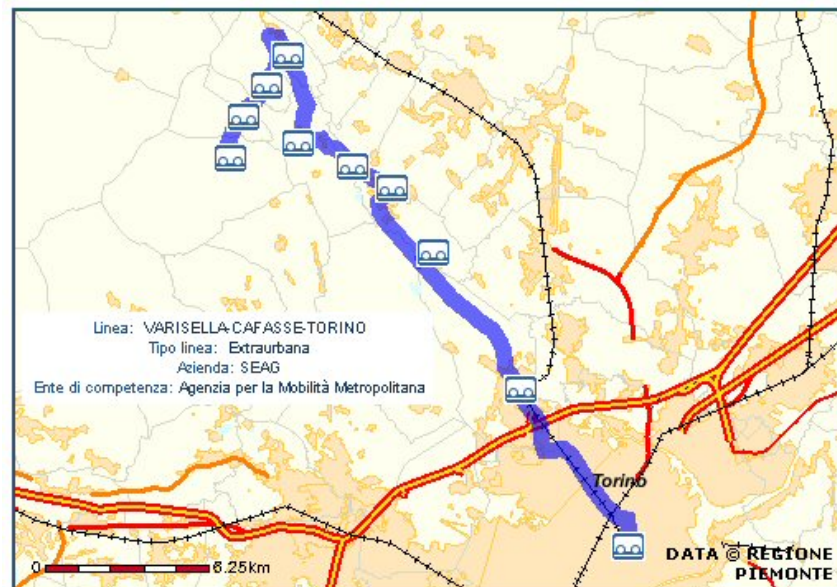 Linea: VARISELLA-CAFASSE-TORINO
Tipo linea: Extraurbana
Azienda: SEAG
Ente di competenza: Agenzia per la Mobilità Metropolitana
Torino
0 6.25km
DATA © REGIONE
PIEMONTE